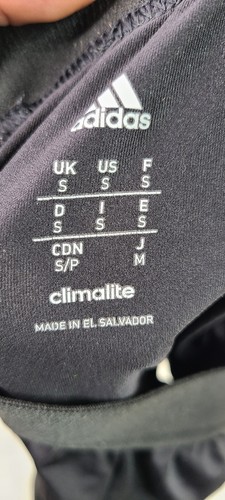 adidas
UK US F
S S S
D I E
S S S
CDN J
S/P M
climalite
MADE IN EL SALVADOR